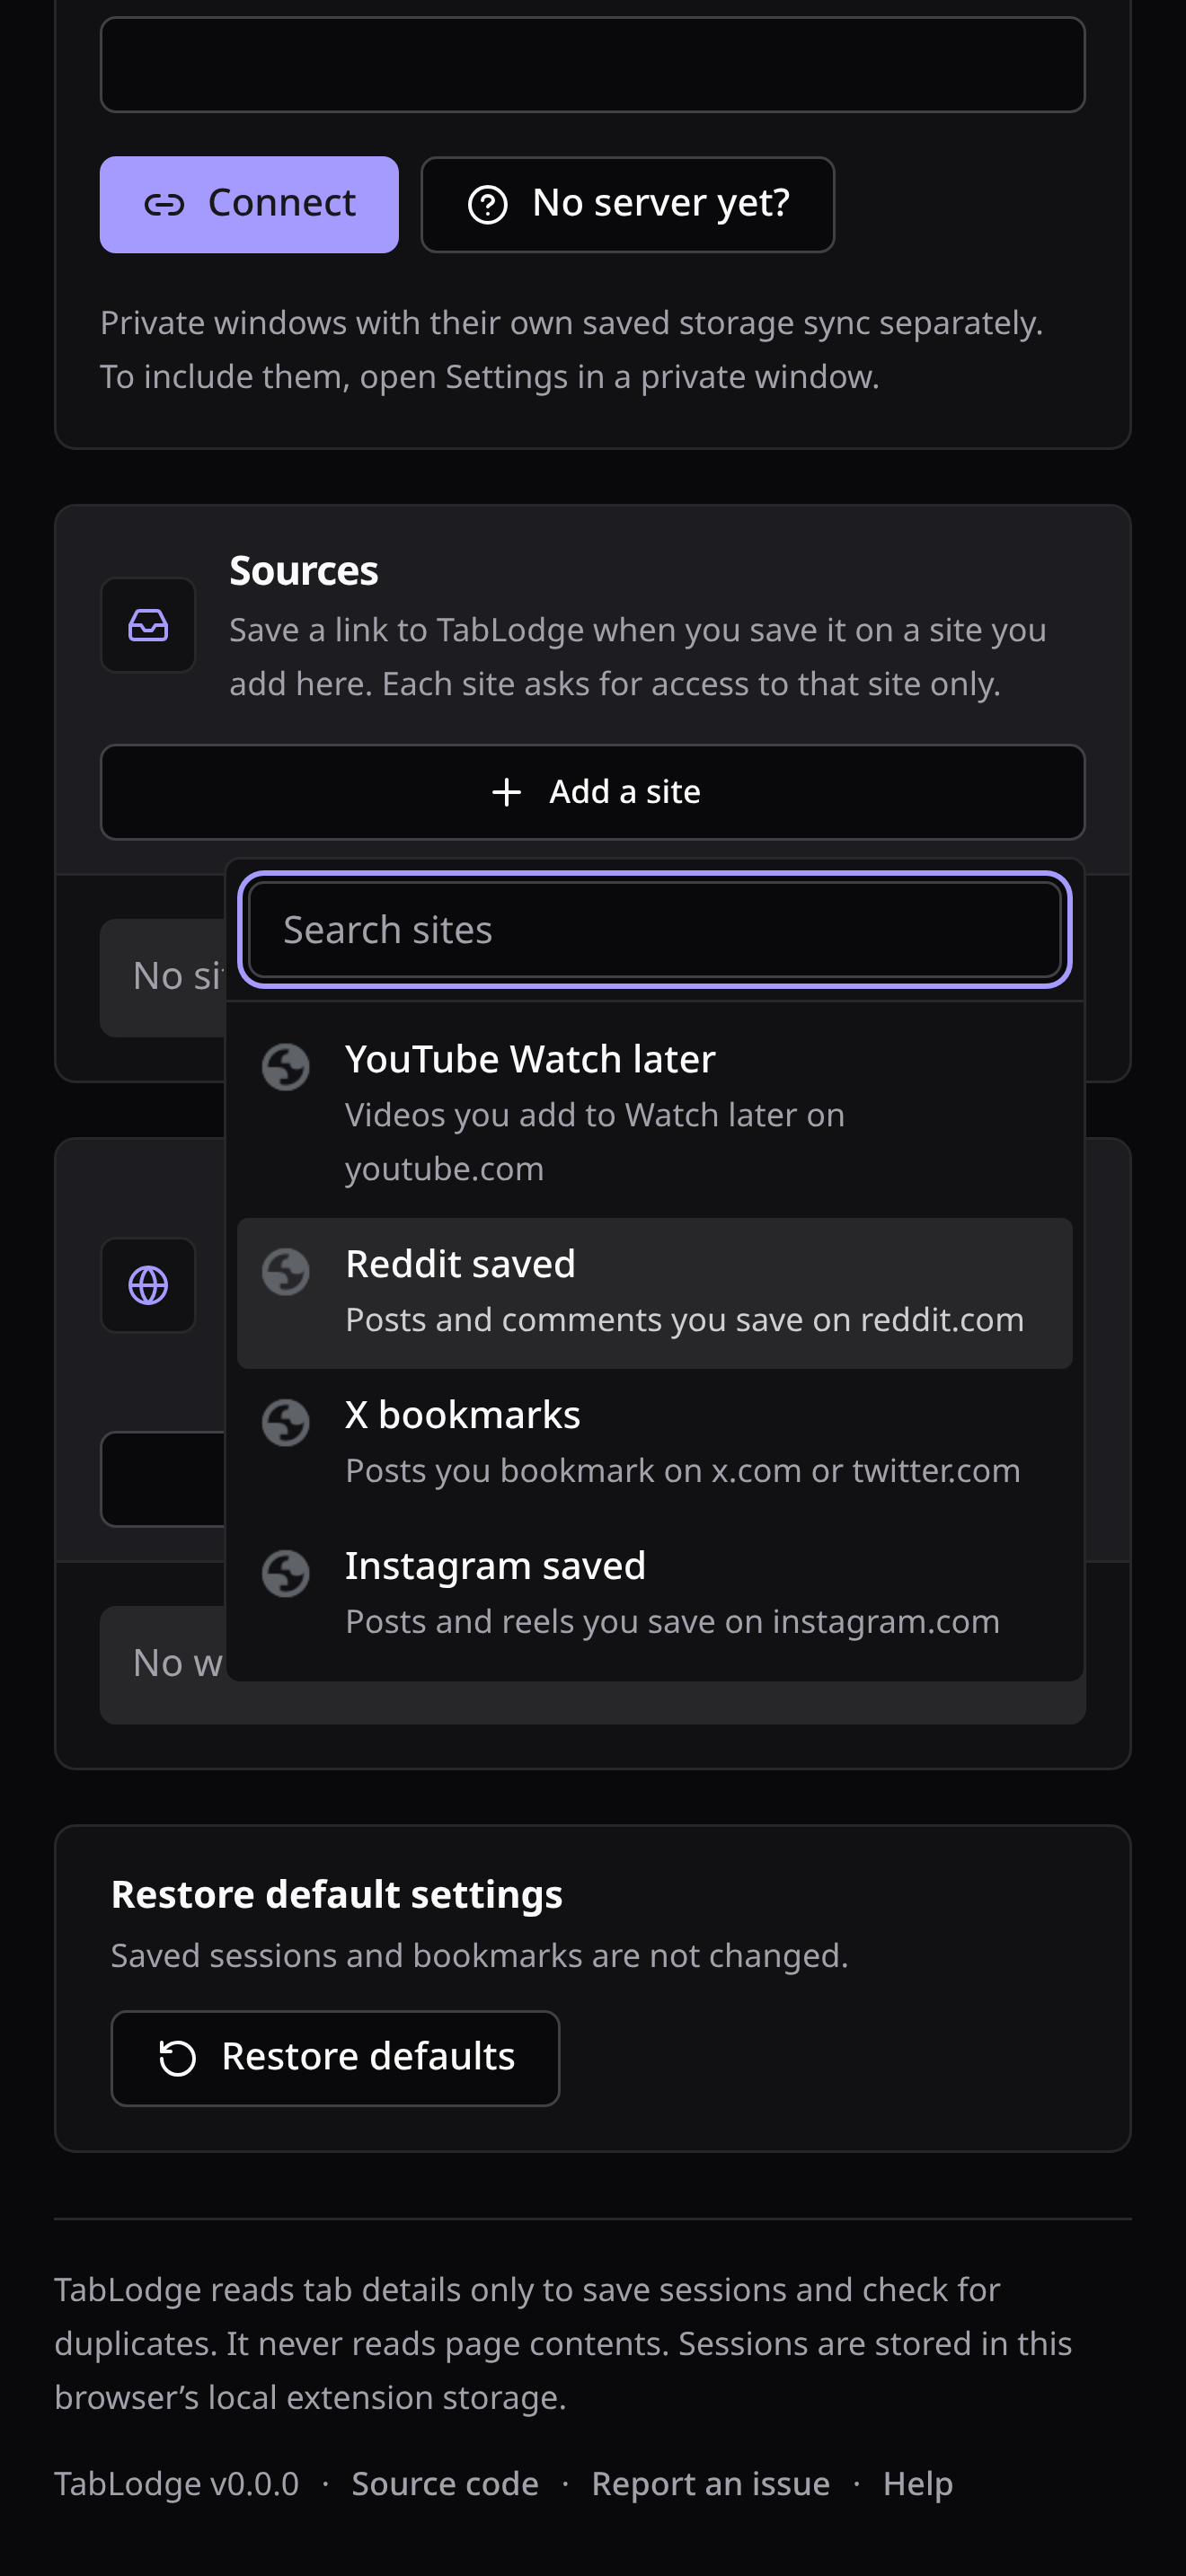 Connect
No server yet?
Private windows with their own saved storage sync separately.
To include them, open Settings in a private window.
Sources
Save a link to TabLodge when you save it on a site you
add here. Each site asks for access to that site only.
Add a site
Search sites
No
YouTube Watch later
Videos you add to Watch later on
youtube.com
Reddit saved
Posts and comments you save on reddit.com
X bookmarks
Posts you bookmark on x.com or twitter.com
Instagram saved
Posts and reels you save on instagram.com
No
Restore default settings
Saved sessions and bookmarks are not changed.
Restore defaults
TabLodge reads tab details only to save sessions and check for
duplicates. It never reads page contents. Sessions are stored in this
browser’s local extension storage.
TabLodge v0.0.0 · Source code · Report an issue · Help